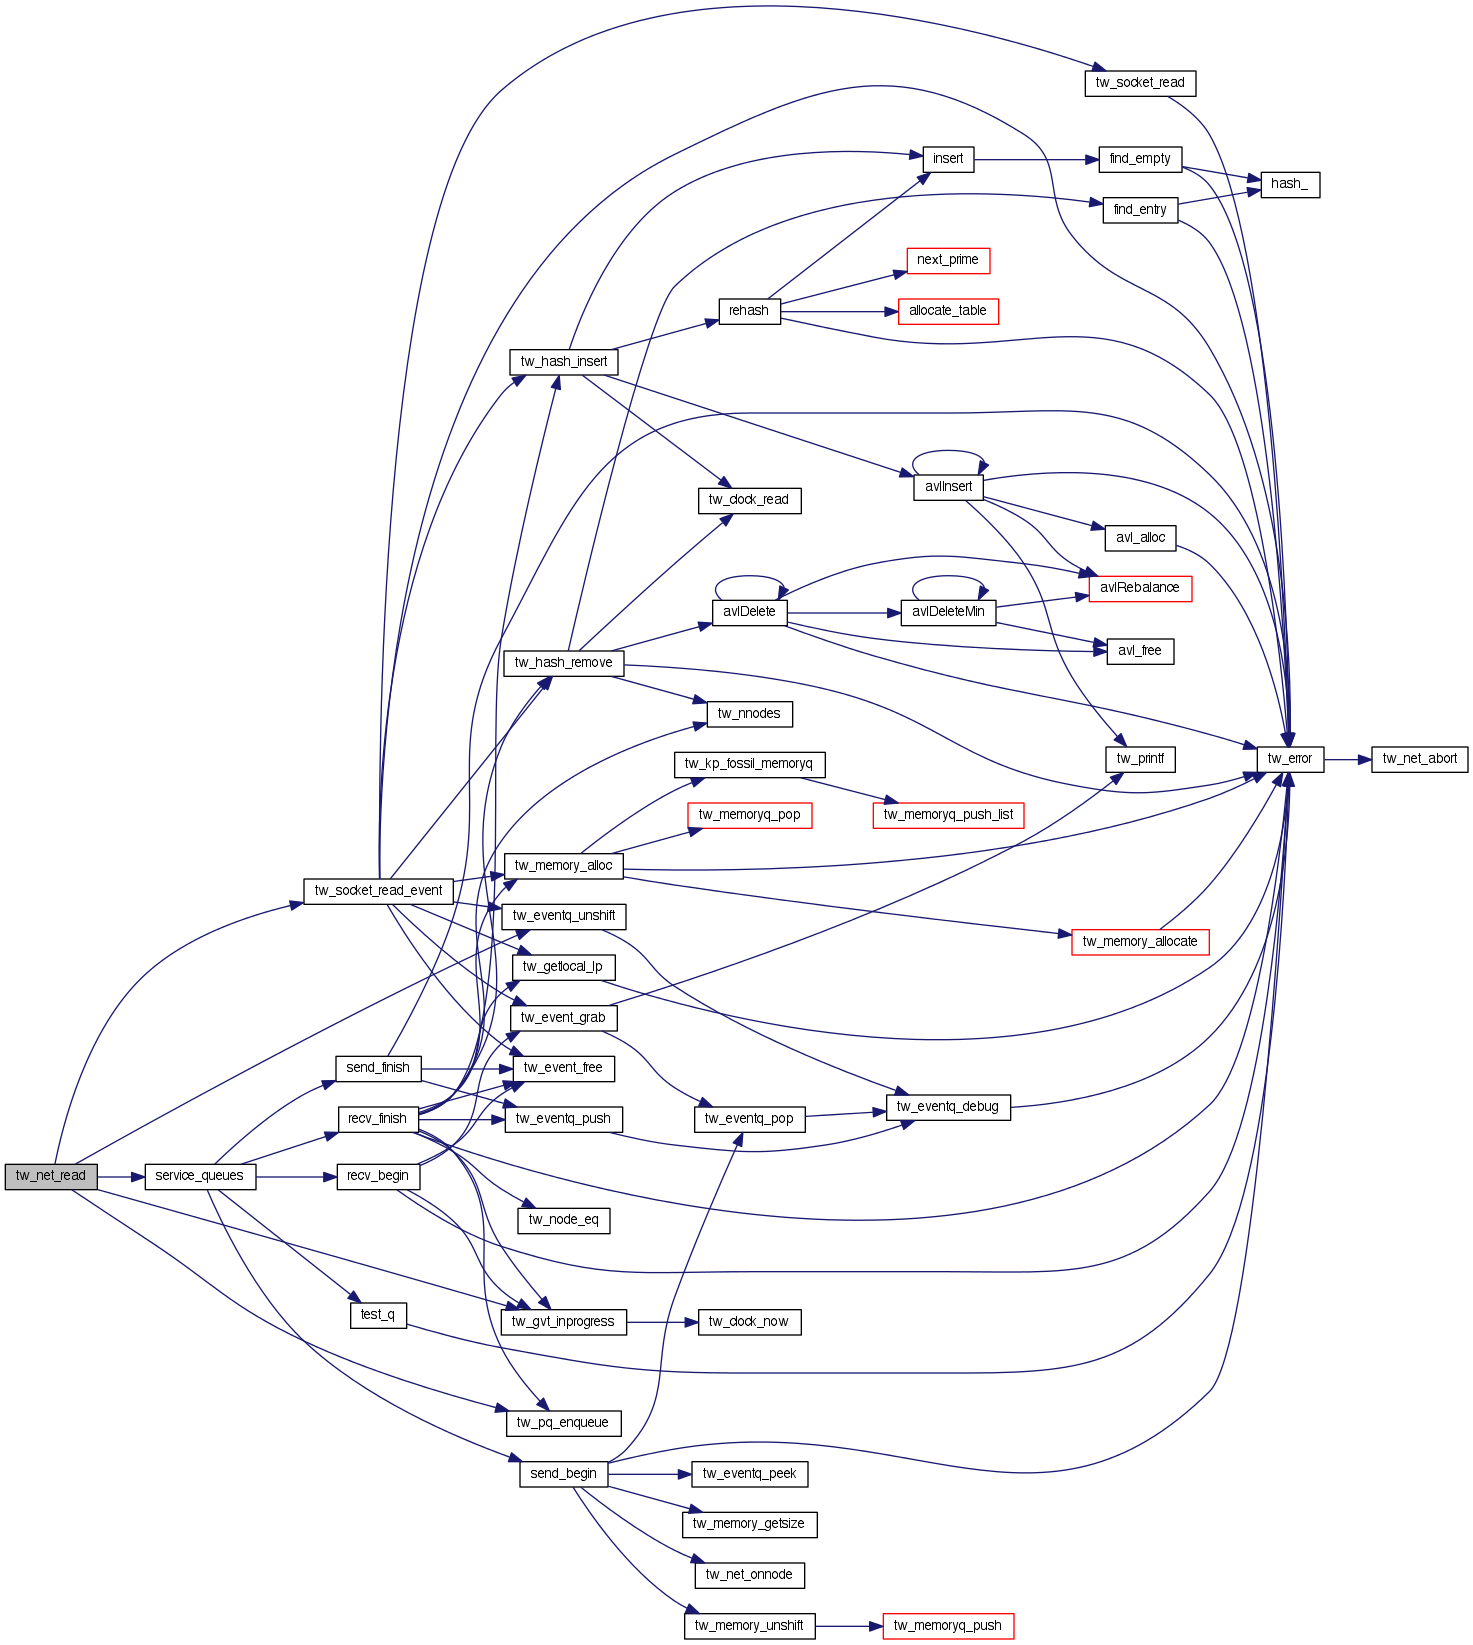 tw_socket_read
insert
find_empty
hash_
find_entry
next_prime
rehash
allocate_table
tw_hash_insert
avlInsert
tw_clock_read
avl_alloc
avlRebalance
avlDelete
avlDeleteMin
avl_free
tw_hash_remove
tw_nnodes
tw_printf
tw_error
tw_net_abort
tw_kp_fossil_memoryq
tw_memoryq_pop
tw_memoryq_push_list
tw_memory_alloc
tw_socket_read_event
tw_eventq_unshift
tw_memory_allocate
tw_getlocal_lp
tw_event_grab
send_finish
tw_event_free
tw_eventq_debug
recv_finish
tw_eventq_push
tw_eventq_pop
tw_net_read
service_queues
recv_begin
tw_node_eq
test_q
tw_gvt_inprogress
tw_clock_now
tw_pq_enqueue
send_begin
tw_eventq_peek
tw_memory_getsize
tw_net_onnode
tw_memory_unshift
tw_memoryq_push